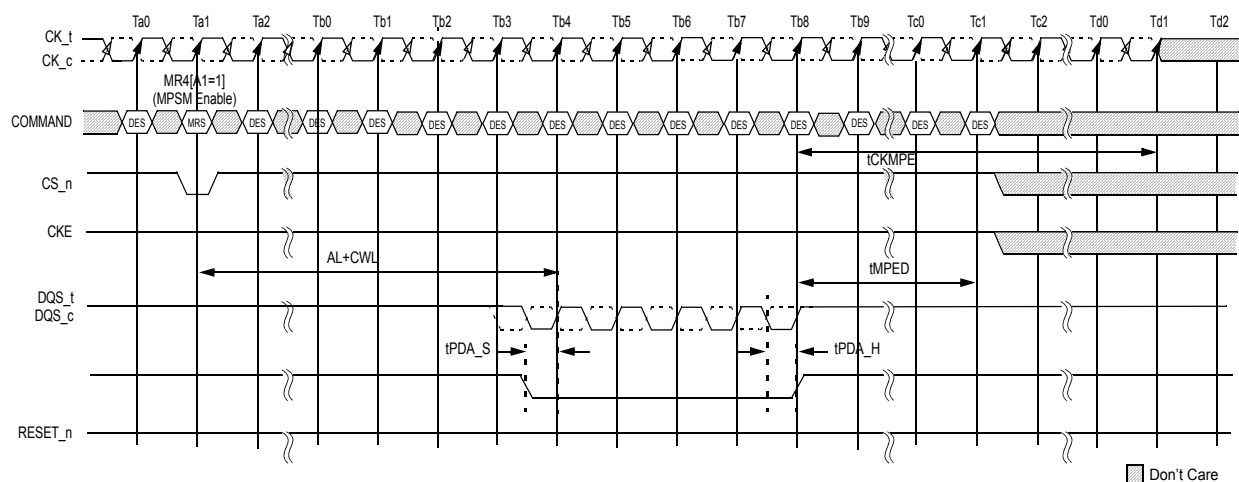 Ta0 Ta1 Ta2 Tb0 Tb1 Tb2 Tb3 Tb4 Tb5 Tb6 Tb7 Tb8 Tb9 Tc0 Tc1 Tc2 Td0 Td1 Td2
CK_t
CK_c
MR4[A1=1]
(MPSM Enable)
COMMAND DES MRS DES DES DES DES DES DES DES DES DES DES DES DES DES
tCKMPE
CS_n
CKE
AL+CWL tMPED
DQS_t
DQS_c
tPDA_S tPDA_H
RESET_n
Don't Care